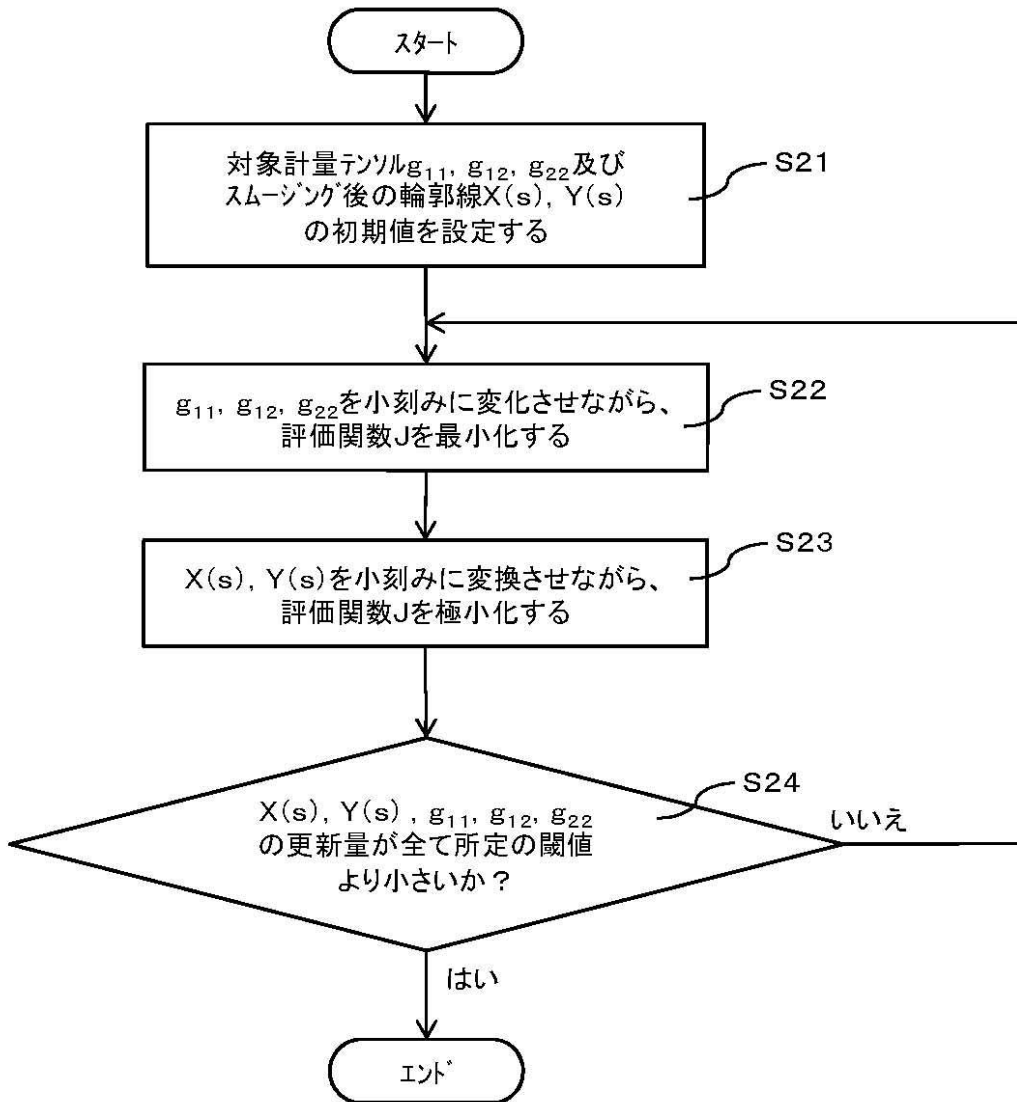 スタート
対象計量テンソルg11, g12, g22及び
スムージング後の輪郭線X(s), Y(s)
の初期値を設定する
S21
g11, g12, g22を小刻みに変化させながら、
評価関数Jを最小化する
S22
X(s), Y(s)を小刻みに変換させながら、
評価関数Jを極小化する
S23
X(s), Y(s) , g11, g12, g22
の更新量が全て所定の閾値
より小さいか?
S24
いいえ
はい
エンド